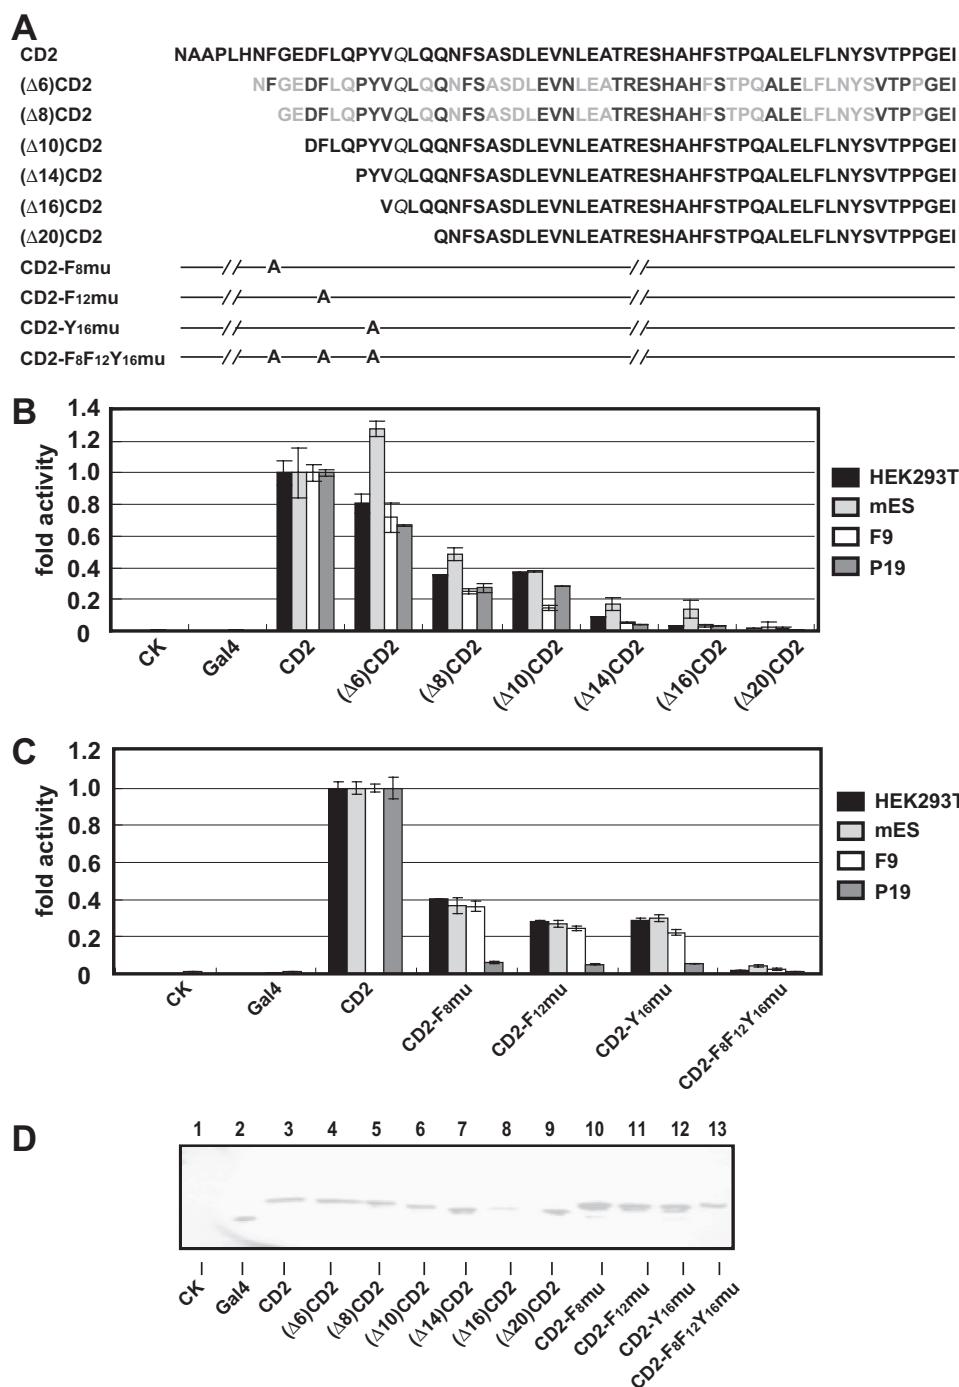 A
CD2 NAAPLHNFGEDFLQPYVQLQQNFSASDLEVNLEATRESHAHFSTPQALELFLNYSVTPPGEI
(Δ6)CD2 NFGEDFLQPYVQLQQNFSASDLEVNLEATRESHAHFSTPQALELFLNYSVTPPGEI
(Δ8)CD2 GEDFLQPYVQLQQNFSASDLEVNLEATRESHAHFSTPQALELFLNYSVTPPGEI
(Δ10)CD2 DFLQPYVQLQQNFSASDLEVNLEATRESHAHFSTPQALELFLNYSVTPPGEI
(Δ14)CD2 PYVQLQQNFSASDLEVNLEATRESHAHFSTPQALELFLNYSVTPPGEI
(Δ16)CD2 VQLQQNFSASDLEVNLEATRESHAHFSTPQALELFLNYSVTPPGEI
(Δ20)CD2 QNFSASDLEVNLEATRESHAHFSTPQALELFLNYSVTPPGEI
CD2-F8mu // A //
CD2-F12mu // A //
CD2-Y16mu // A //
CD2-F8F12Y16mu // A A A //
B
fold activity
1.4
1.2
1.0
0.8
0.6
0.4
0.2
0
CK Gal4 CD2 (Δ6)CD2 (Δ8)CD2 (Δ10)CD2 (Δ14)CD2 (Δ16)CD2 (Δ20)CD2
HEK293T
mES
F9
P19
C
fold activity
1.2
1.0
0.8
0.6
0.4
0.2
0
CK Gal4 CD2 CD2-F8mu CD2-F12mu CD2-Y16mu CD2-F8F12Y16mu
HEK293T
mES
F9
P19
D
1 2 3 4 5 6 7 8 9 10 11 12 13
CK Gal4 CD2 (Δ6)CD2 (Δ8)CD2 (Δ10)CD2 (Δ14)CD2 (Δ16)CD2 (Δ20)CD2 CD2-F8mu CD2-F12mu CD2-Y16mu CD2-F8F12Y16mu